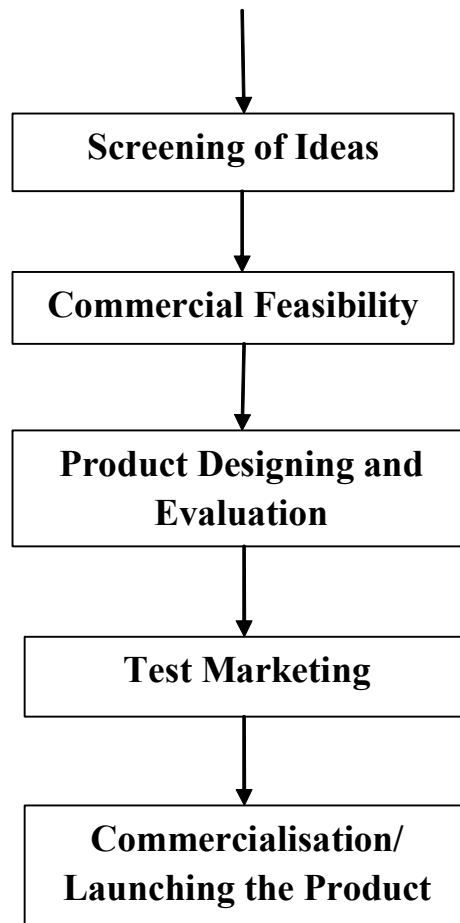 Screening of Ideas
Commercial Feasibility
Product Designing and
Evaluation
Test Marketing
Commercialisation/
Launching the Product